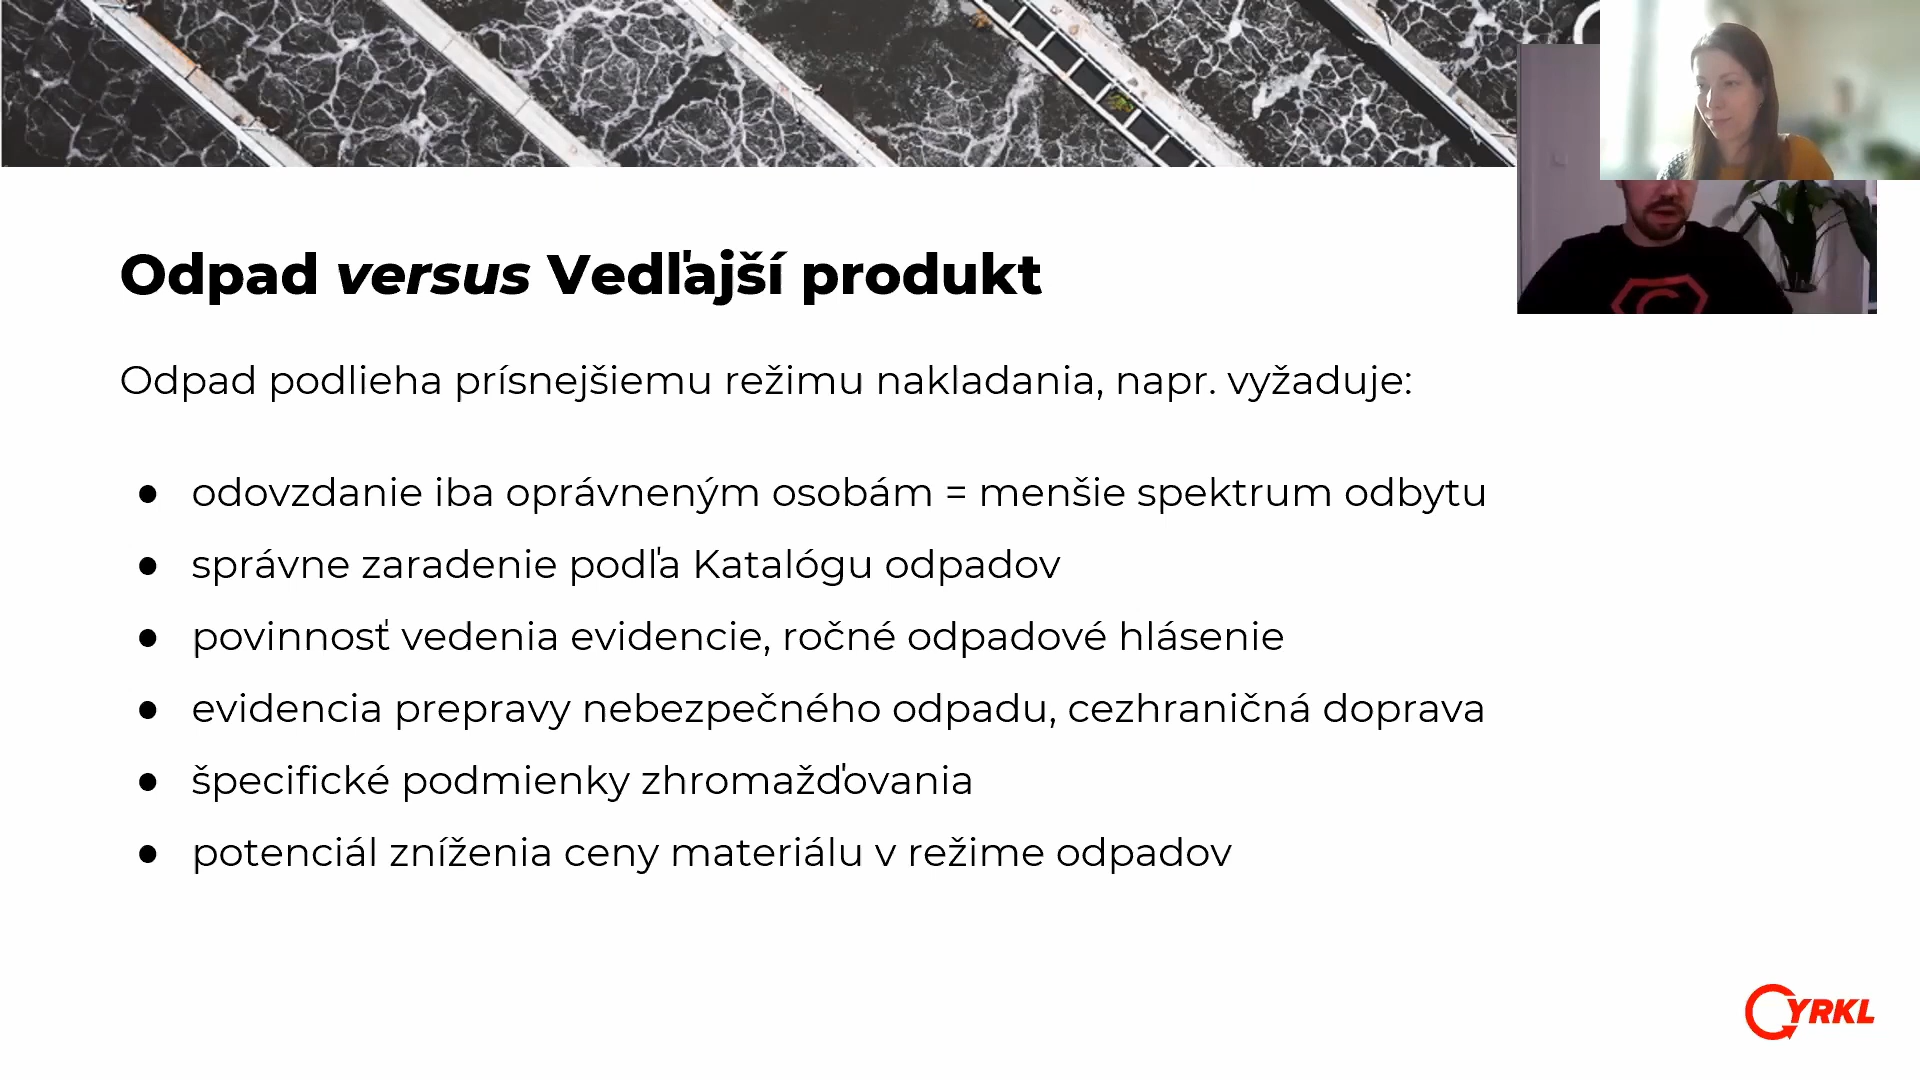 Odpad versus Vedľajší produkt
Odpad podlieha prísnejšiemu režimu nakladania, napr. vyžaduje:
● odovzdanie iba oprávneným osobám = menšie spektrum odbytu
● správne zaradenie podľa Katalógu odpadov
● povinnosť vedenia evidencie, ročné odpadové hlásenie
● evidencia prepravy nebezpečného odpadu, cezhraničná doprava
● špecifické podmienky zhromažďovania
● potenciál zníženia ceny materiálu v režime odpadov
CYRKL